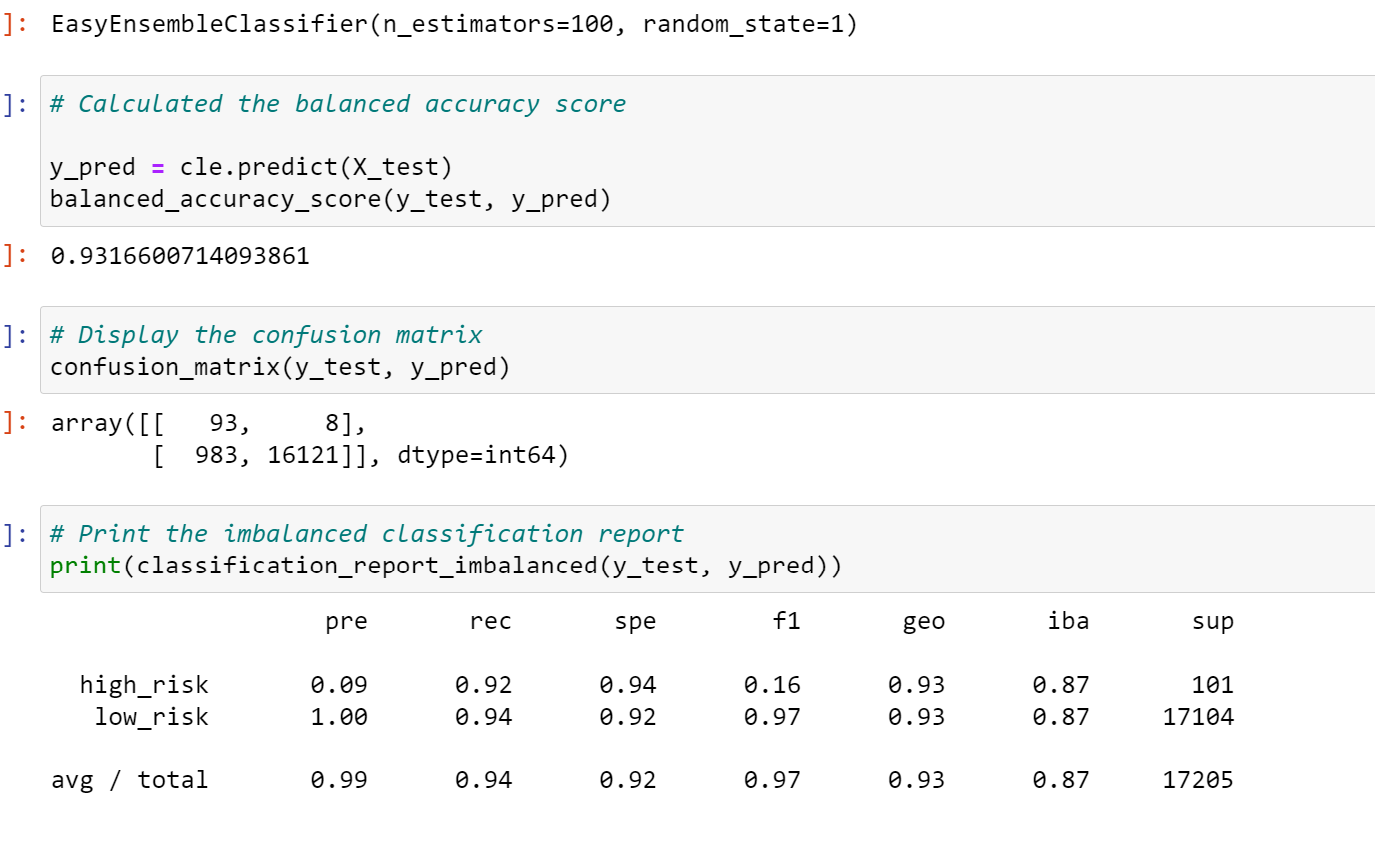 ]: EasyEnsembleClassifier(n_estimators=100, random_state=1)
]: # Calculated the balanced accuracy score
y_pred = cle.predict(X_test)
balanced_accuracy_score(y_test, y_pred)
]: 0.9316600714093861
]: # Display the confusion matrix
confusion_matrix(y_test, y_pred)
]: array([[   93,     8],
       [  983, 16121]], dtype=int64)
]: # Print the imbalanced classification report
print(classification_report_imbalanced(y_test, y_pred))
                   pre       rec       spe        f1       geo       iba       sup
  high_risk       0.09      0.92      0.94      0.16      0.93      0.87       101
   low_risk       1.00      0.94      0.92      0.97      0.93      0.87     17104
avg / total       0.99      0.94      0.92      0.97      0.93      0.87     17205